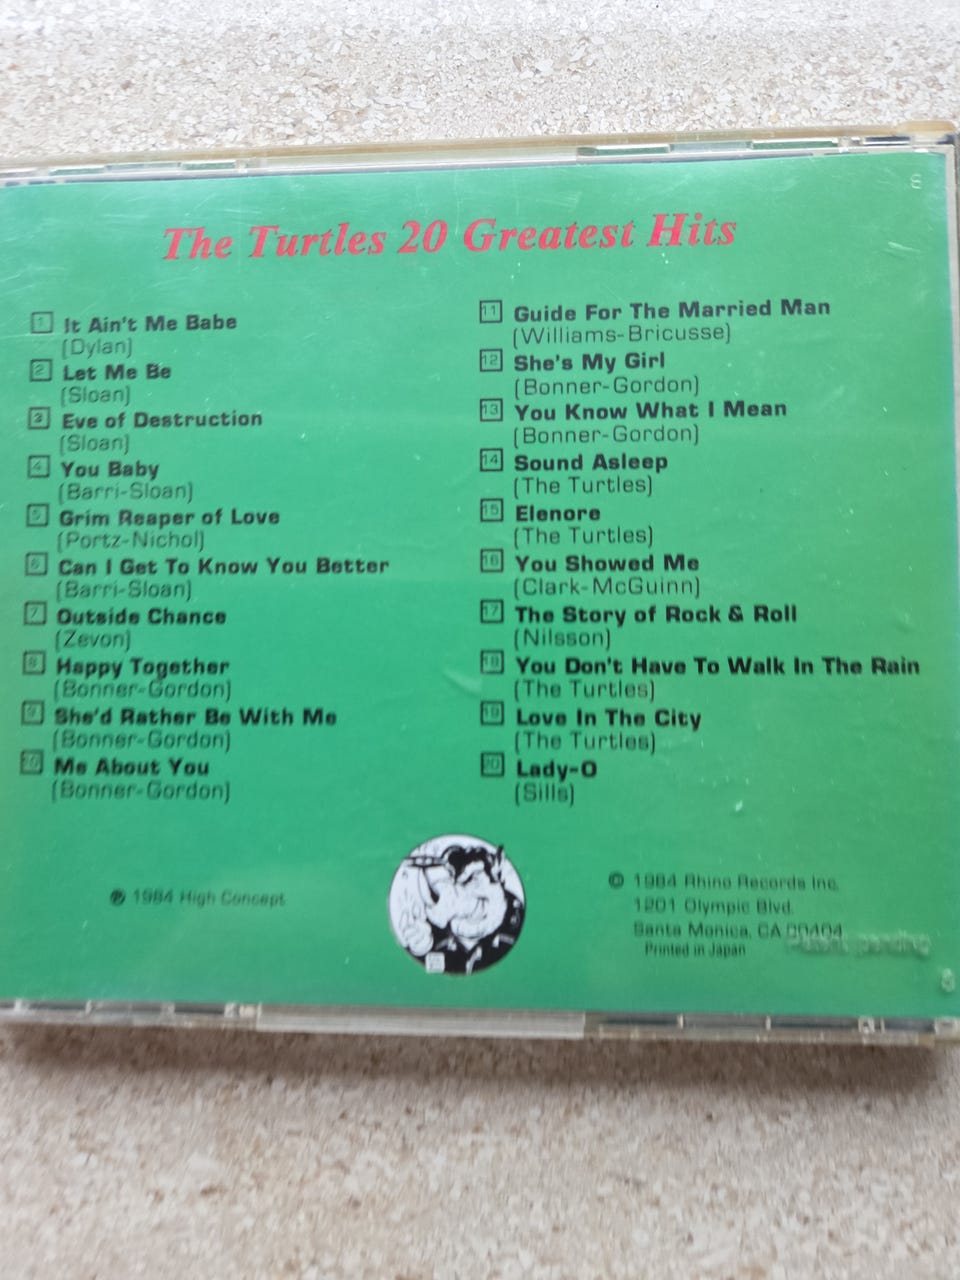 The Turtles 20 Greatest Hits
1 It Ain't Me Babe
(Dylan)
2 Let Me Be
(Sloan)
3 Eve of Destruction
(Sloan)
4 You Baby
(Barri-Sloan)
5 Grim Reaper of Love
(Portz-Nichol)
6 Can I Get To Know You Better
(Barri-Sloan)
7 Outside Chance
(Zevon)
8 Happy Together
(Bonner-Gordon)
9 She'd Rather Be With Me
(Bonner-Gordon)
20 Me About You
(Bonner-Gordon)
11 Guide For The Married Man
(Williams-Bricusse)
12 She's My Girl
(Bonner-Gordon)
13 You Know What I Mean
(Bonner-Gordon)
14 Sound Asleep
(The Turtles)
15 Elenore
(The Turtles)
16 You Showed Me
(Clark-McGuinn)
17 The Story of Rock & Roll
(Nilsson)
18 You Don't Have To Walk In The Rain
(The Turtles)
19 Love In The City
(The Turtles)
20 Lady-O
(Sills)
℗ 1984 High Concept
© 1984 Rhino Records Inc.
1201 Olympic Blvd.
Santa Monica, CA 90404
Printed in Japan
Patent pending